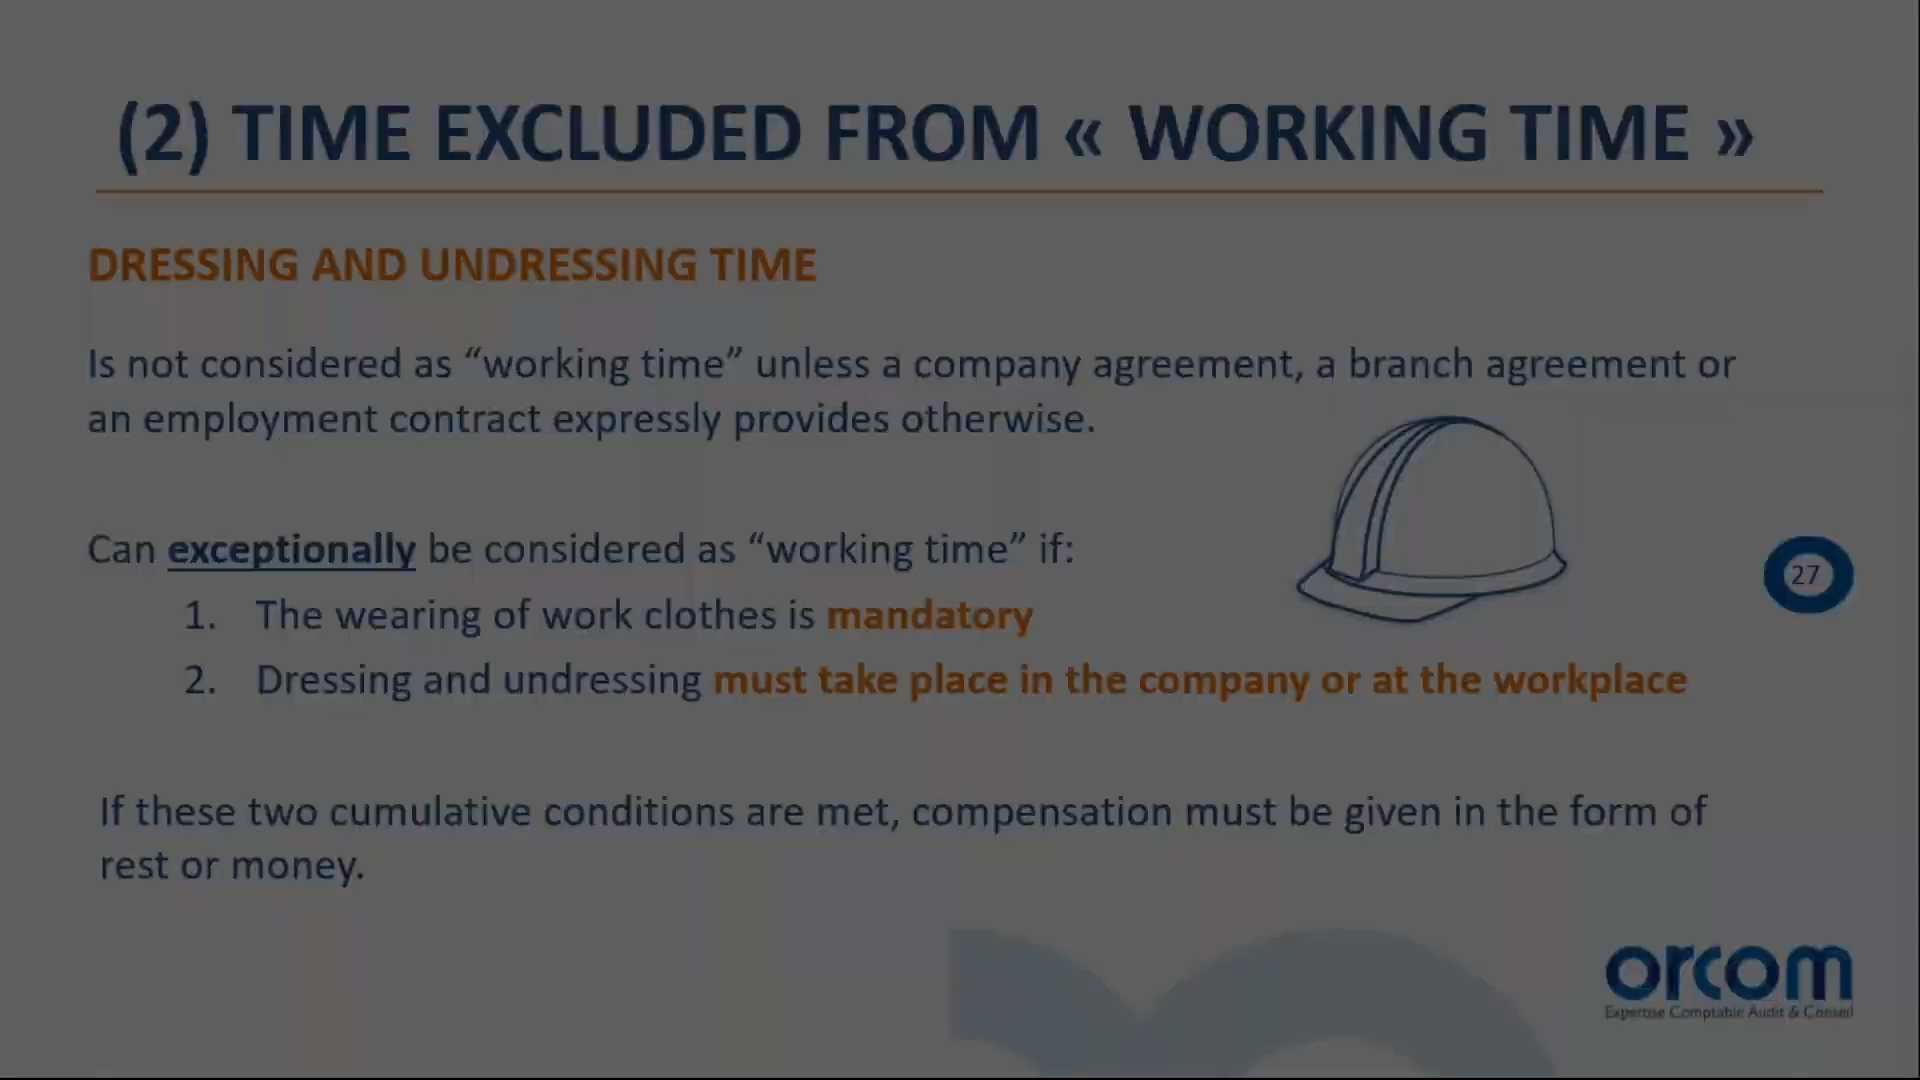 (2) TIME EXCLUDED FROM « WORKING TIME »
DRESSING AND UNDRESSING TIME
Is not considered as “working time” unless a company agreement, a branch agreement or
an employment contract expressly provides otherwise.
Can exceptionally be considered as “working time” if:
27
1. The wearing of work clothes is mandatory
2. Dressing and undressing must take place in the company or at the workplace
If these two cumulative conditions are met, compensation must be given in the form of
rest or money.
orcom
Expertise Comptable Audit & Conseil